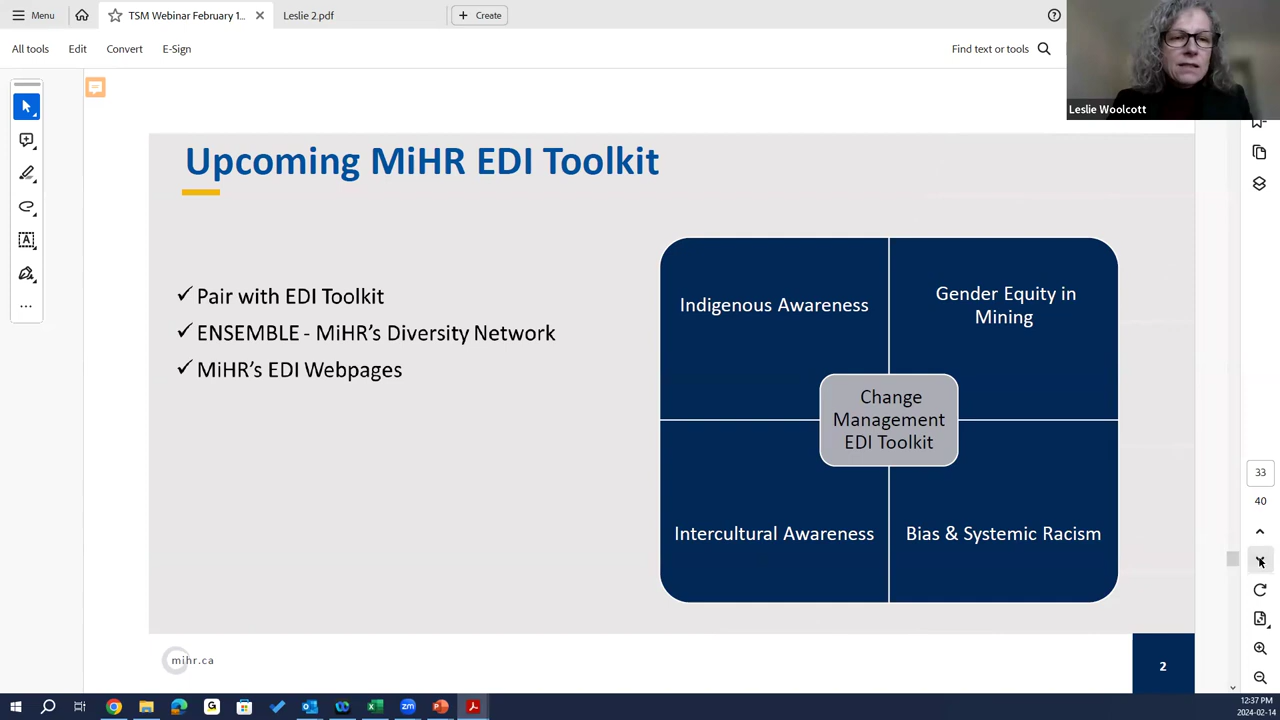 Menu
TSM Webinar February 1...
Leslie 2.pdf
Create
All tools
Edit
Convert
E-Sign
Find text or tools
Leslie Woolcott
Upcoming MiHR EDI Toolkit
✓ Pair with EDI Toolkit
✓ ENSEMBLE - MiHR's Diversity Network
✓ MiHR's EDI Webpages
Indigenous Awareness
Gender Equity in
Mining
Change
Management
EDI Toolkit
Intercultural Awareness
Bias & Systemic Racism
33
40
mihr.ca
2
12:37 PM
2024-02-14